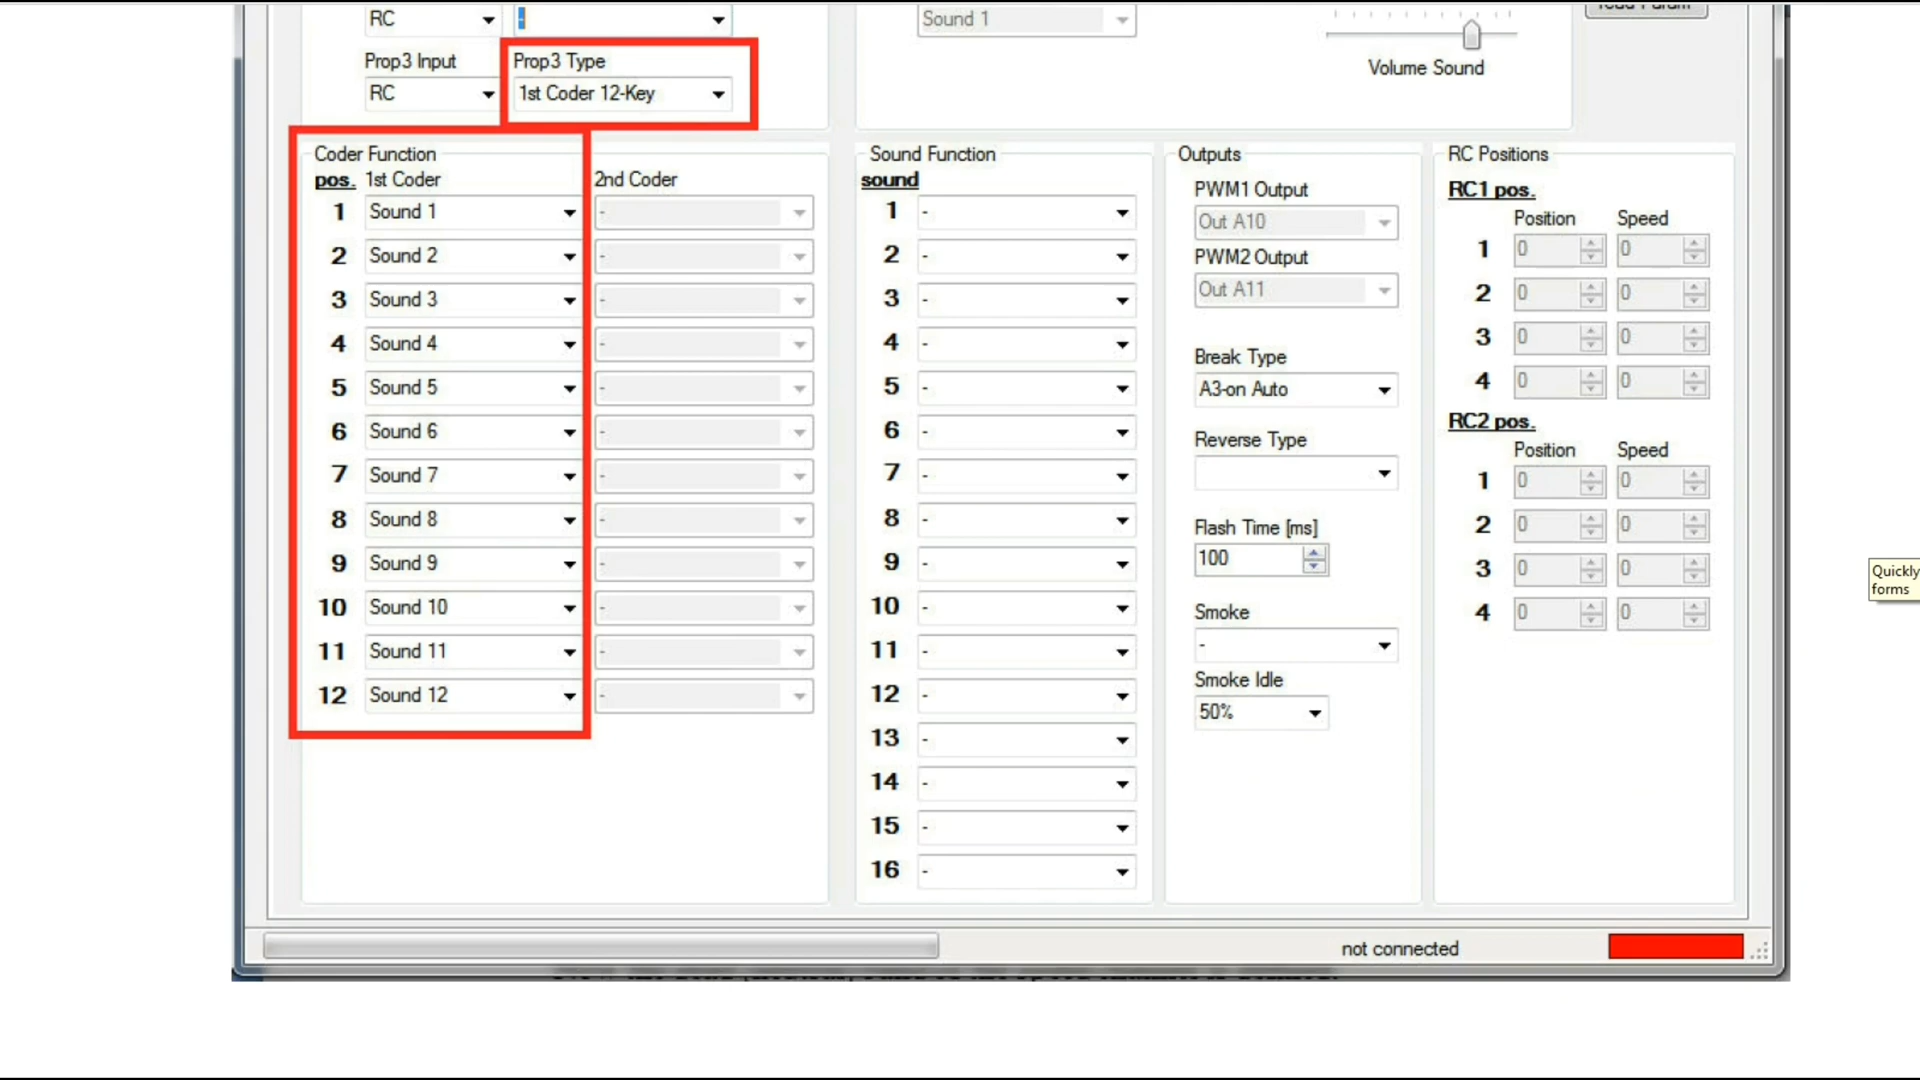 RC - Sound 1 read Param
Prop3 Input Prop3 Type Volume Sound
RC 1st Coder 12-Key
Coder Function Sound Function Outputs RC Positions
pos. 1st Coder 2nd Coder sound PWM1 Output RC1 pos.
1 Sound 1 - 1 - Out A10 Position Speed
2 Sound 2 - 2 - PWM2 Output 1 0 0
3 Sound 3 - 3 - Out A11 2 0 0
4 Sound 4 - 4 - Break Type 3 0 0
5 Sound 5 - 5 - A3-on Auto 4 0 0
6 Sound 6 - 6 - Reverse Type RC2 pos.
Position Speed
7 Sound 7 - 7 - 1 0 0
8 Sound 8 - 8 - Flash Time [ms] 2 0 0
9 Sound 9 - 9 - 100 3 0 0
10 Sound 10 - 10 - Smoke 4 0 0
11 Sound 11 - 11 - -
12 Sound 12 - 12 - Smoke Idle
50%
13 -
14 -
15 -
16 -
not connected
Quickly
forms